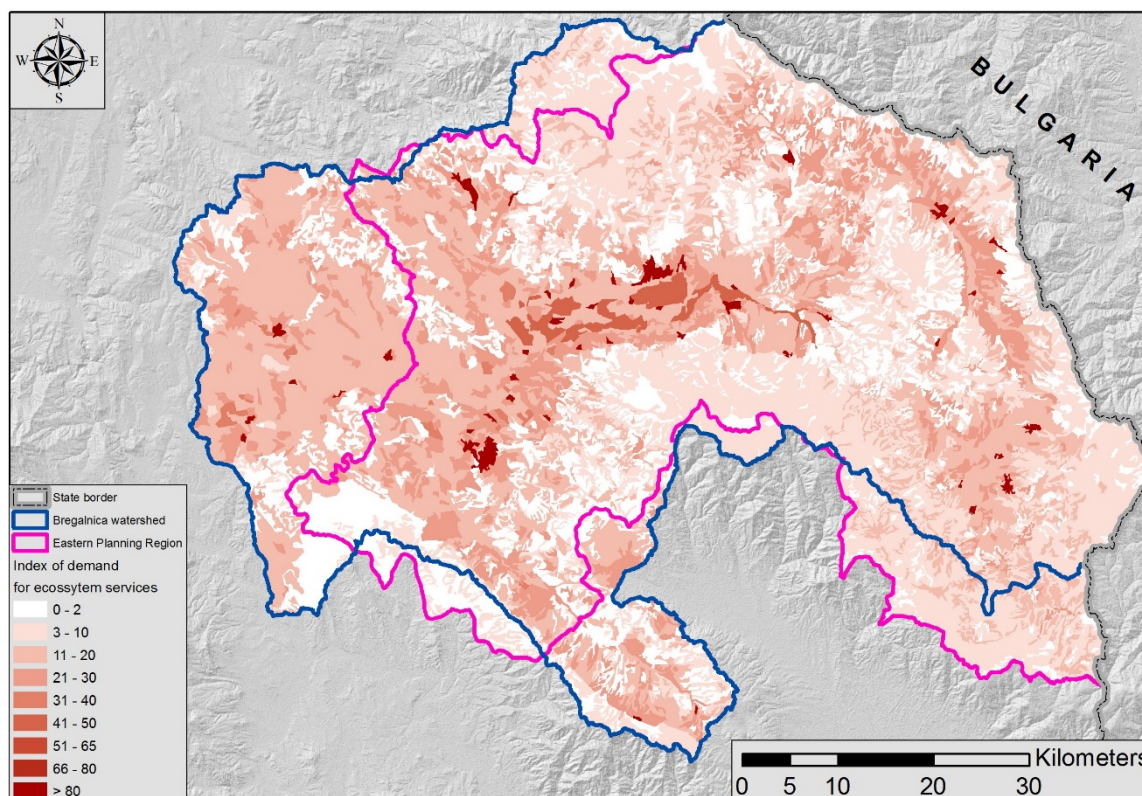 N
W E
S
BULGARIA
State border
Bregalnica watershed
Eastern Planning Region
Index of demand
for ecossytem services
0 - 2
3 - 10
11 - 20
21 - 30
31 - 40
41 - 50
51 - 65
66 - 80
> 80
Kilometers
0 5 10 20 30